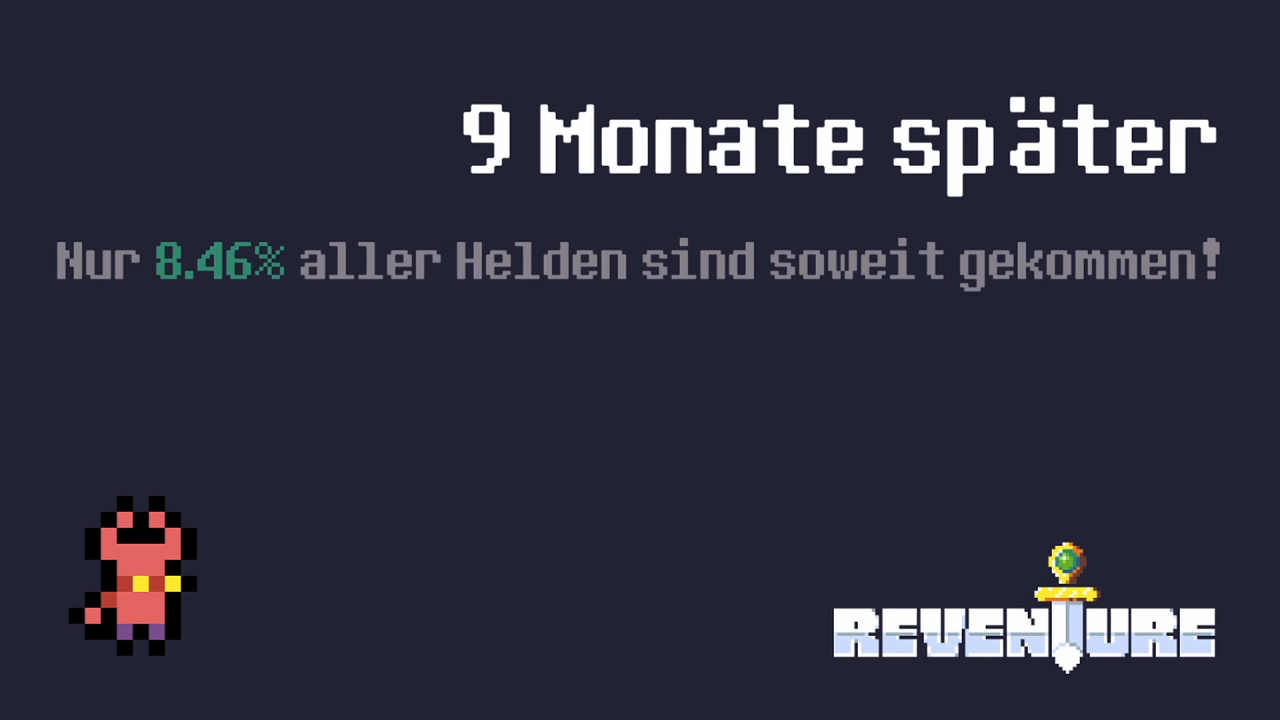 9 Monate später
Nur 8.46% aller Helden sind soweit gekommen!
REVENTURE